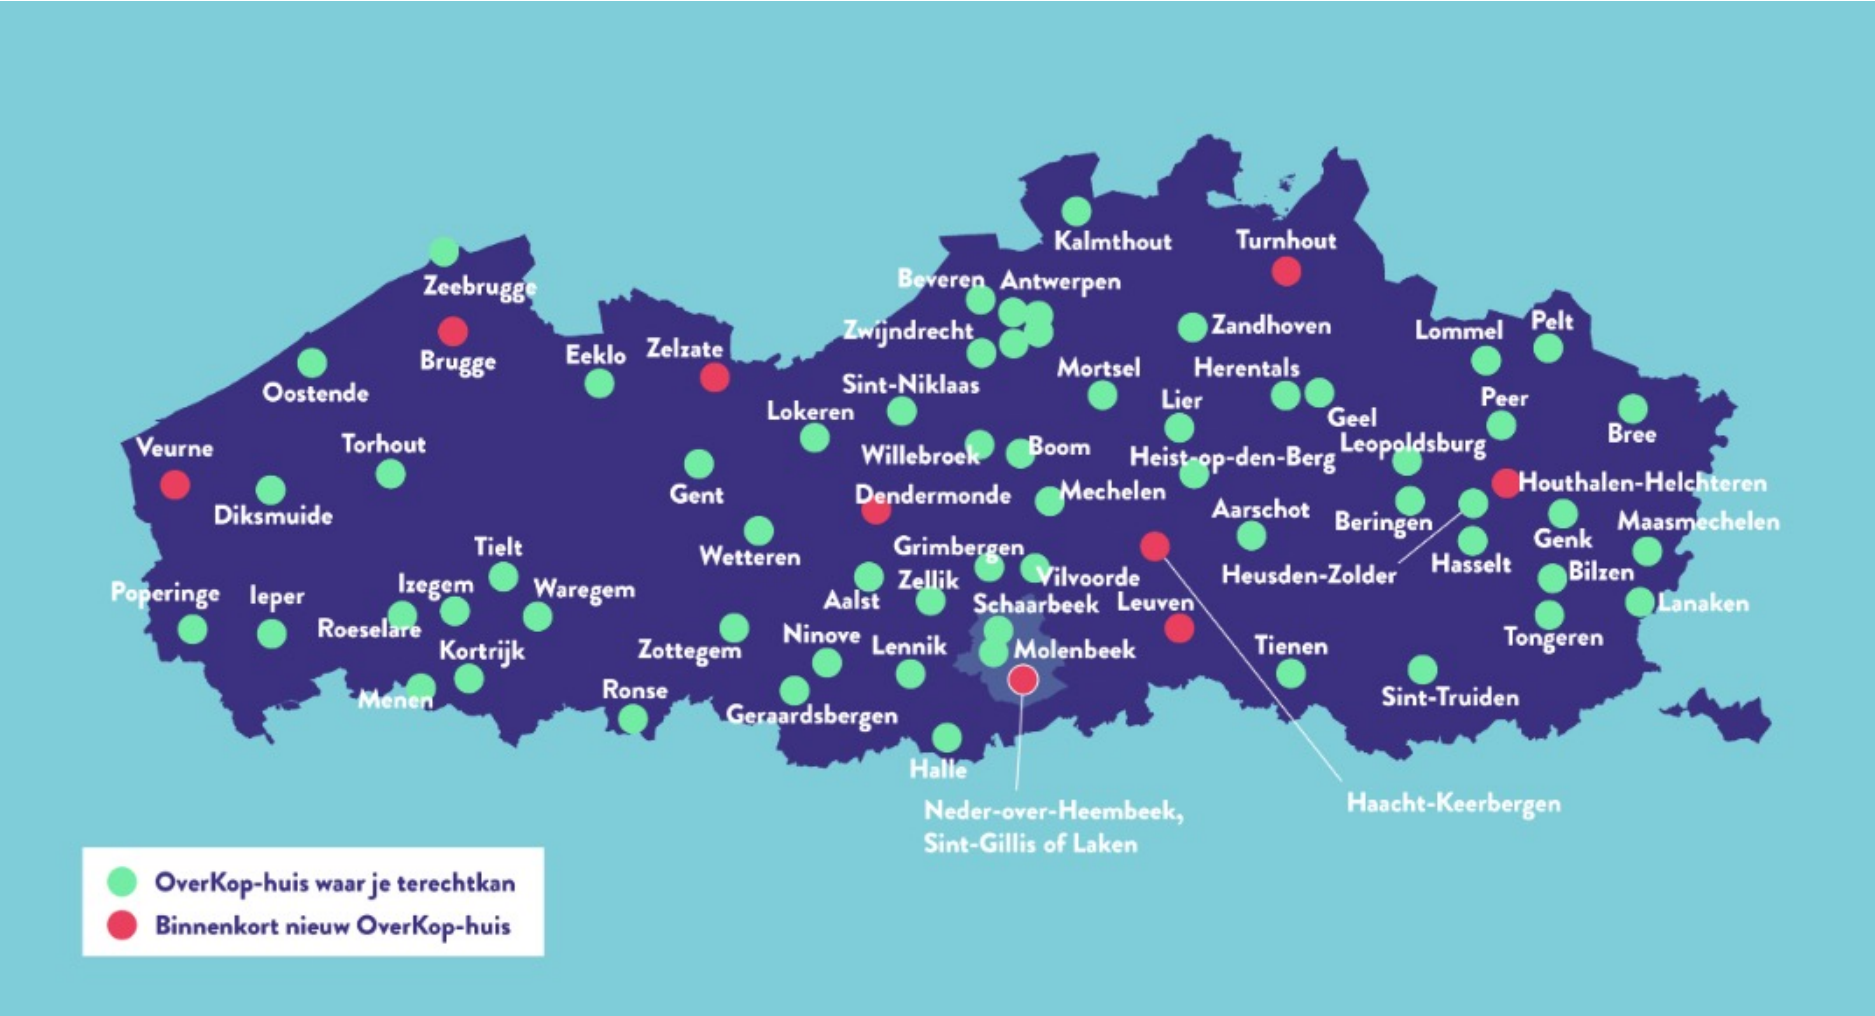 Kalmthout
Turnhout
Zeebrugge
Beveren
Antwerpen
Brugge
Zwijndrecht
Zandhoven
Lommel
Pelt
Eeklo
Zelzate
Oostende
Sint-Niklaas
Mortsel
Herentals
Lokeren
Lier
Geel
Peer
Bree
Veurne
Torhout
Willebroek
Boom
Heist-op-den-Berg
Leopoldsburg
Houthalen-Helchteren
Gent
Dendermonde
Mechelen
Diksmuide
Aarschot
Beringen
Maasmechelen
Genk
Tielt
Wetteren
Grimbergen
Hasselt
Heusden-Zolder
Bilzen
Poperinge
Ieper
Izegem
Waregem
Zellik
Vilvoorde
Aalst
Schaarbeek
Leuven
Lanaken
Roeselare
Ninove
Tongeren
Kortrijk
Zottegem
Lennik
Molenbeek
Tienen
Menen
Ronse
Sint-Truiden
Geraardsbergen
Halle
Neder-over-Heembeek,
Sint-Gillis of Laken
Haacht-Keerbergen
OverKop-huis waar je terechtkan
Binnenkort nieuw OverKop-huis